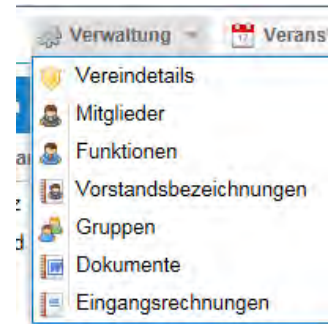 Verwaltung
Vereindetails
Mitglieder
Funktionen
Vorstandsbezeichnungen
Gruppen
Dokumente
Eingangsrechnungen